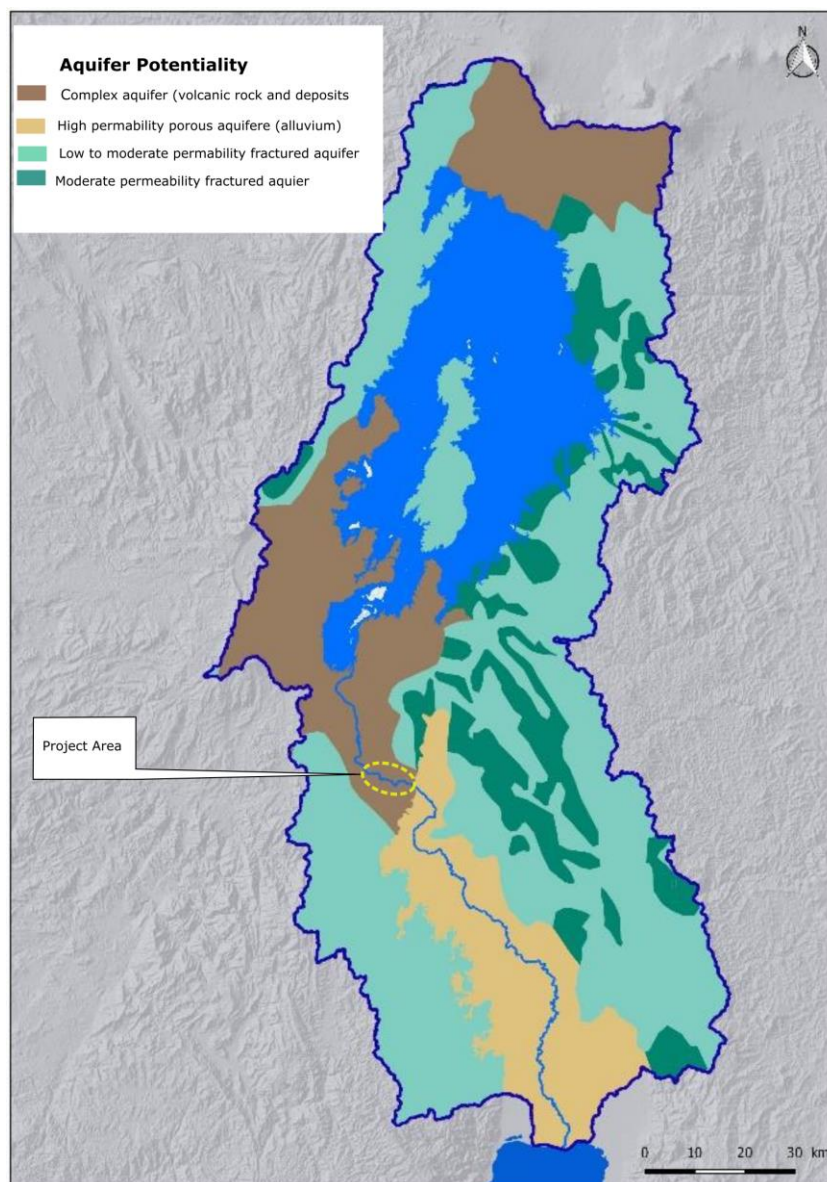 Aquifer Potentiality
Complex aquifer (volcanic rock and deposits
High permability porous aquifere (alluvium)
Low to moderate permability fractured aquifer
Moderate permeability fractured aquier
N
Project Area
0 10 20 30 km